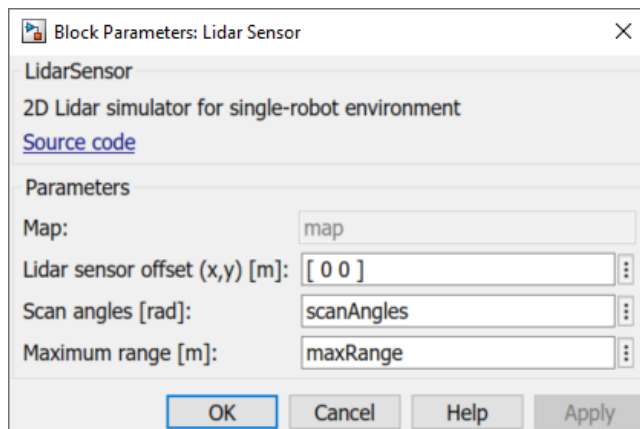 Block Parameters: Lidar Sensor
LidarSensor
2D Lidar simulator for single-robot environment
Source code
Parameters
Map: map
Lidar sensor offset (x,y) [m]: [ 0 0 ]
Scan angles [rad]: scanAngles
Maximum range [m]: maxRange
OK Cancel Help Apply